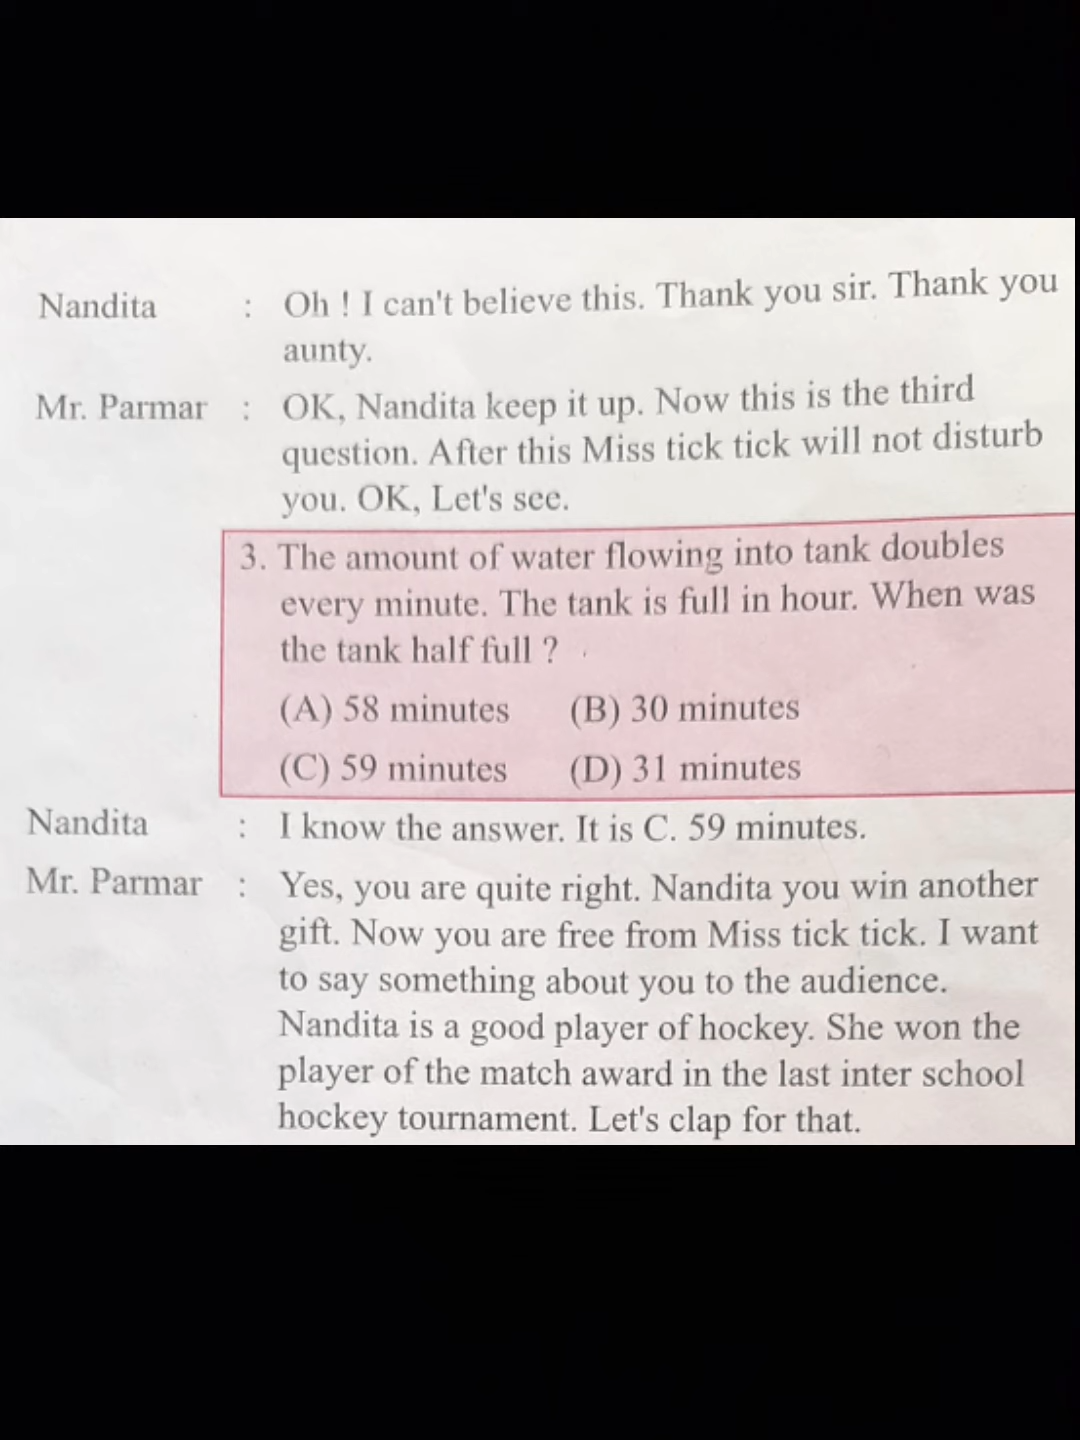 Nandita : Oh ! I can't believe this. Thank you sir. Thank you
aunty.
Mr. Parmar : OK, Nandita keep it up. Now this is the third
question. After this Miss tick tick will not disturb
you. OK, Let's see.
3. The amount of water flowing into tank doubles
every minute. The tank is full in hour. When was
the tank half full ?
(A) 58 minutes (B) 30 minutes
(C) 59 minutes (D) 31 minutes
Nandita : I know the answer. It is C. 59 minutes.
Mr. Parmar : Yes, you are quite right. Nandita you win another
gift. Now you are free from Miss tick tick. I want
to say something about you to the audience.
Nandita is a good player of hockey. She won the
player of the match award in the last inter school
hockey tournament. Let's clap for that.